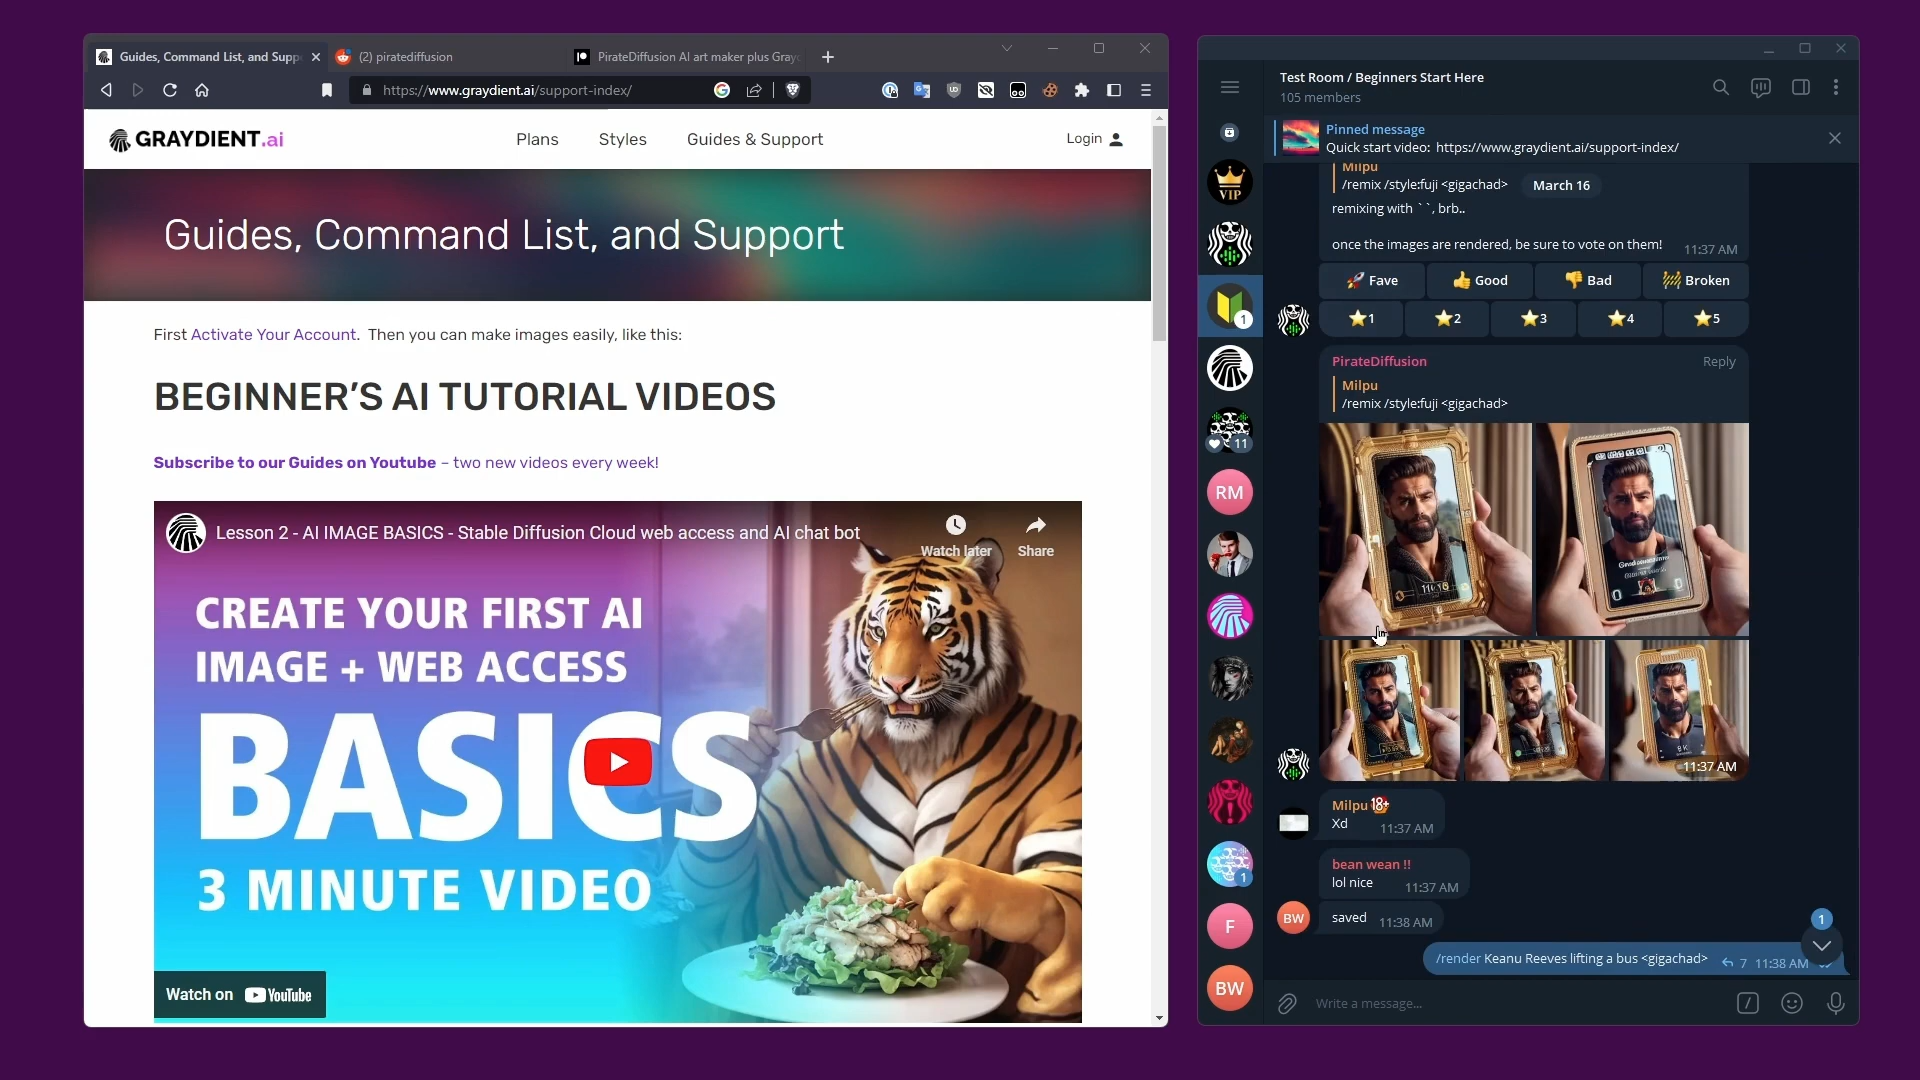 Guides, Command List, and Supp
(2) piratediffusion
PirateDiffusion AI art maker plus Gray
https://www.graydient.ai/support-index/
GRAYDIENT.ai
Plans
Styles
Guides & Support
Login
Guides, Command List, and Support
First Activate Your Account. Then you can make images easily, like this:
BEGINNER’S AI TUTORIAL VIDEOS
Subscribe to our Guides on Youtube – two new videos every week!
Lesson 2 - AI IMAGE BASICS - Stable Diffusion Cloud web access and AI chat bot
Watch later
Share
CREATE YOUR FIRST AI
IMAGE + WEB ACCESS
BASICS
3 MINUTE VIDEO
Watch on YouTube
Test Room / Beginners Start Here
105 members
Pinned message
Quick start video: https://www.graydient.ai/support-index/
VIP
1
11
RM
1
F
BW
Milpu
/remix /style:fuji <gigachad>
March 16
remixing with ``, brb..
once the images are rendered, be sure to vote on them!
11:37 AM
Fave
Good
Bad
Broken
1
2
3
4
5
PirateDiffusion
Reply
Milpu
/remix /style:fuji <gigachad>
11:37 AM
Milpu 18+
Xd
11:37 AM
bean wean !!
lol nice
11:37 AM
BW
saved
11:38 AM
1
/render Keanu Reeves lifting a bus <gigachad>
7 11:38 AM
Write a message...